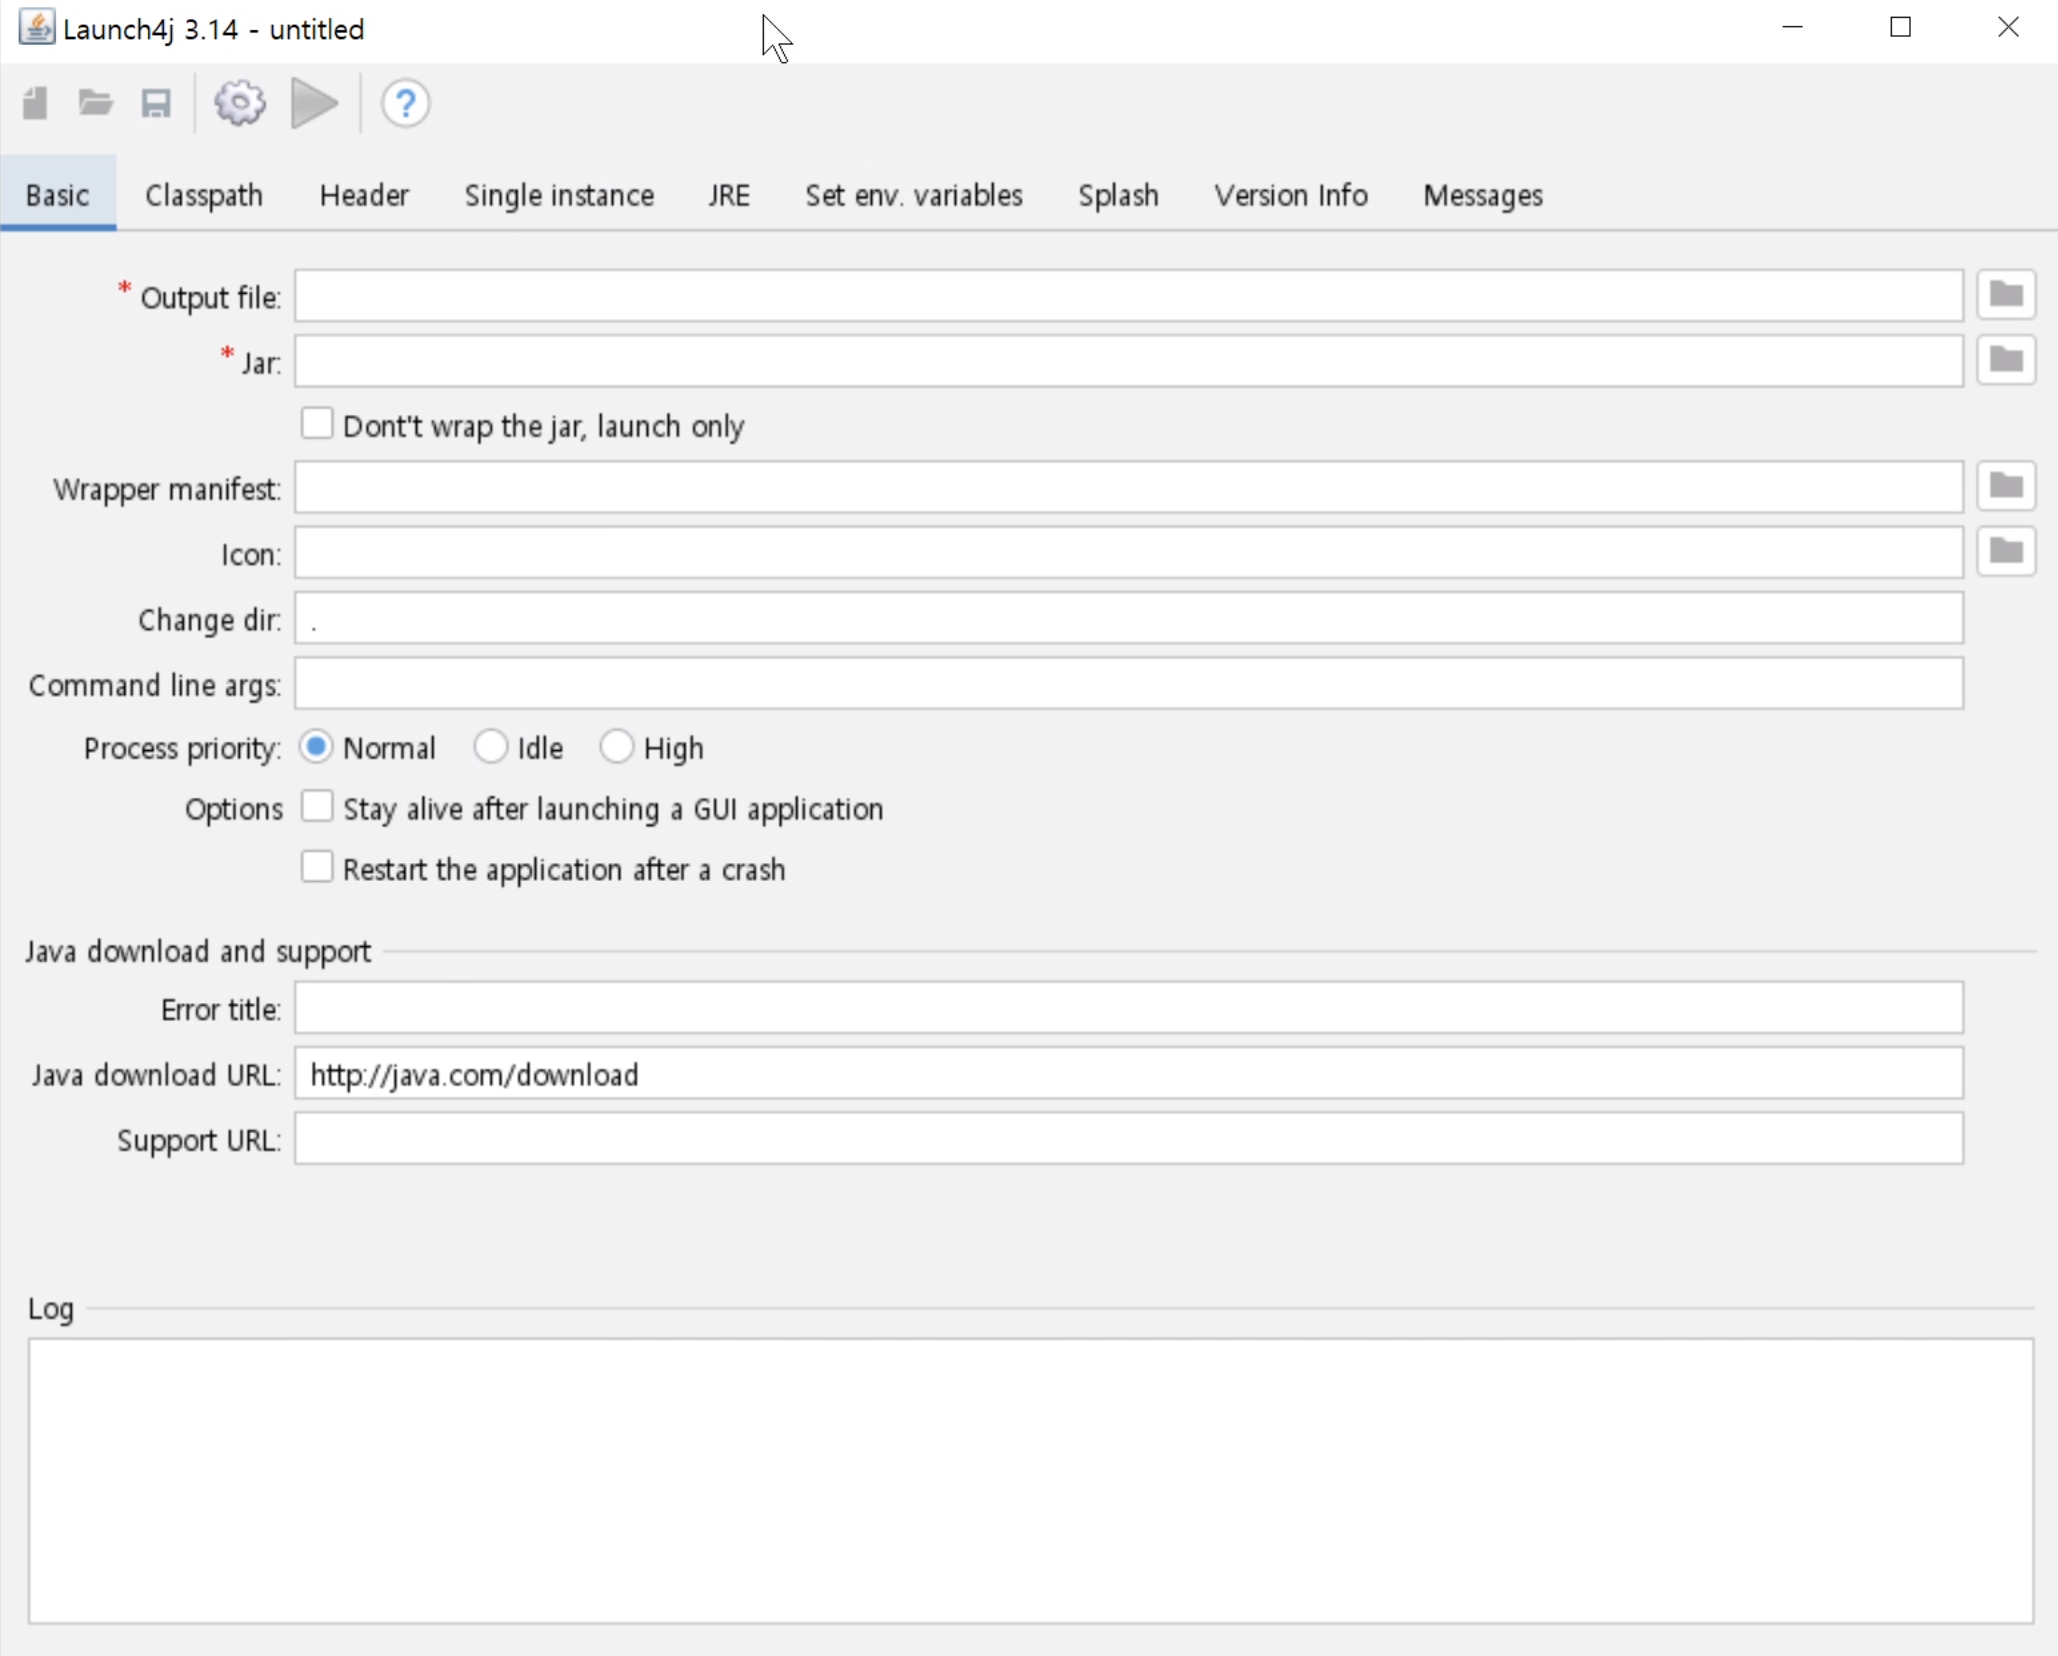 Launch4j 3.14 - untitled
?
Basic Classpath Header Single instance JRE Set env. variables Splash Version Info Messages
* Output file:
* Jar:
Dont't wrap the jar, launch only
Wrapper manifest:
Icon:
Change dir: .
Command line args:
Process priority: Normal Idle High
Options Stay alive after launching a GUI application
Restart the application after a crash
Java download and support
Error title:
Java download URL: http://java.com/download
Support URL:
Log